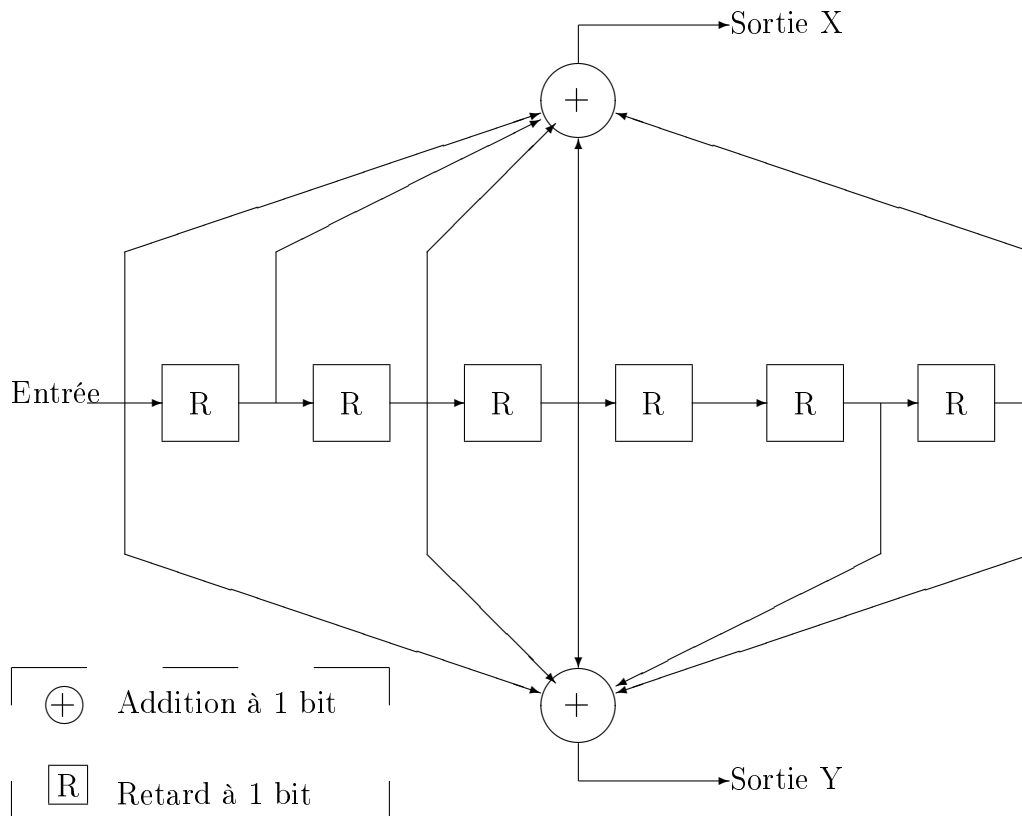 Sortie X
+
Entrée R R R R R R
+
+ Addition à 1 bit
R Retard à 1 bit
Sortie Y